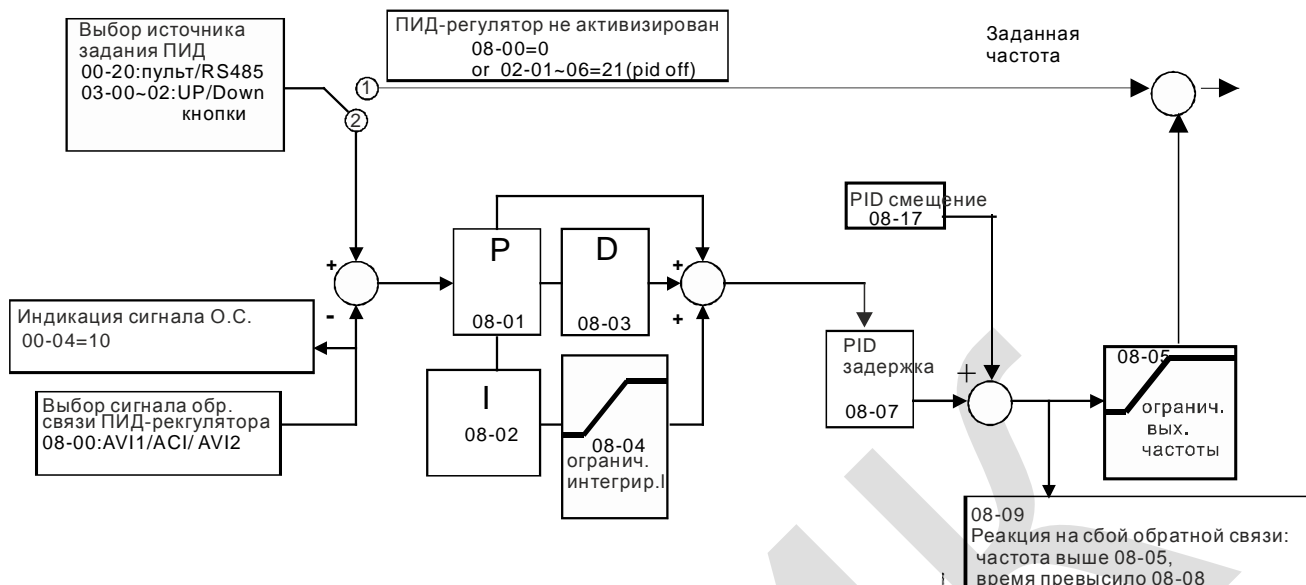 Выбор источника
задания ПИД
00-20:пульт/RS485
03-00~02:UP/Down
кнопки
ПИД-регулятор не активизирован
08-00=0
or 02-01~06=21(pid off)
Заданная
частота
1
2
PID смещение
08-17
+
-
P
08-01
D
08-03
+
+
Индикация сигнала О.С.
00-04=10
Выбор сигнала обр.
связи ПИД-рекгулятора
08-00:AVI1/ACI/ AVI2
I
08-02
08-04
огранич.
интегрир.I
PID
задержка
08-07
+
08-05
огранич.
вых.
частоты
08-09
Реакция на сбой обратной связи:
частота выше 08-05,
время превысило 08-08